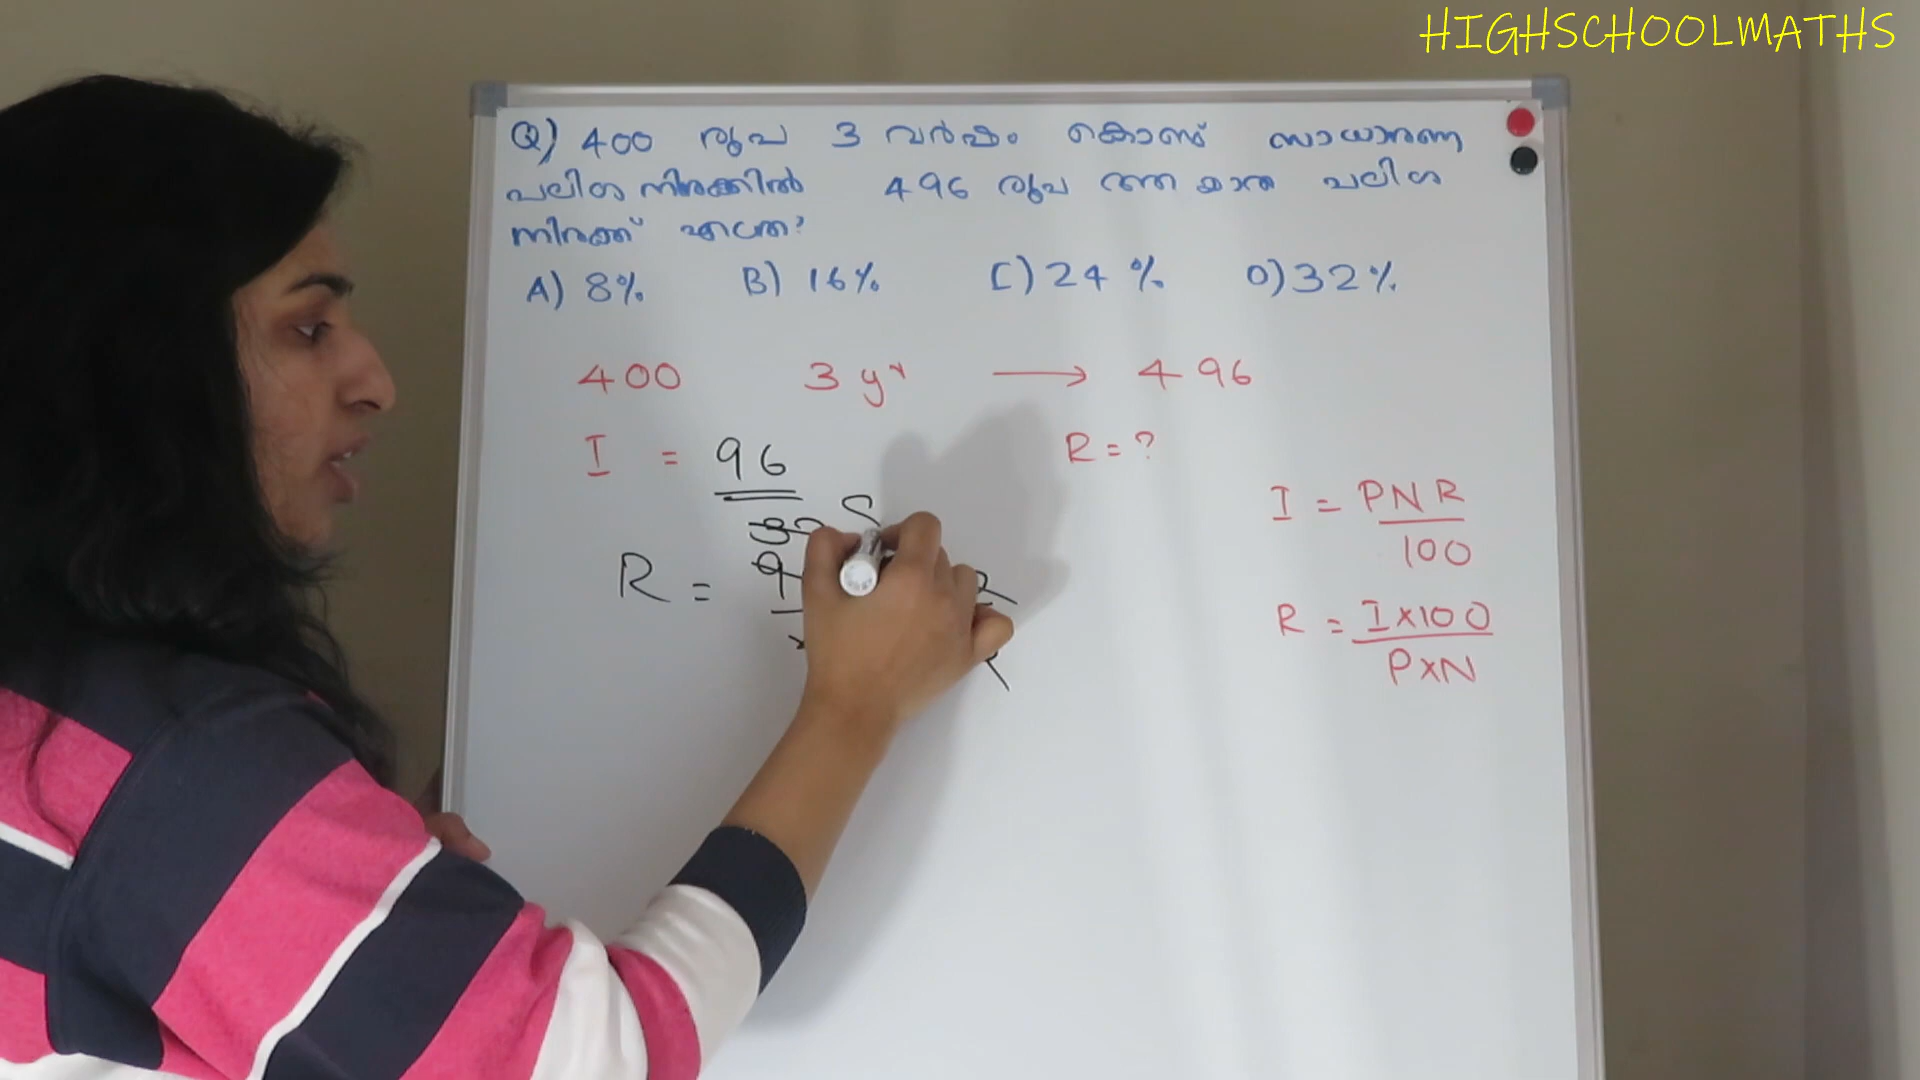 HIGHSCHOOLMATHS
Q) 400 രൂപ 3 വർഷം കൊണ്ട് സാധാരണ
പലിശ നിരക്കിൽ 496 രൂപ ആയാൽ പലിശ
നിരക്ക് എത്ര?
A) 8% B) 16% C) 24 % D) 32%
400 3 yr → 496
I = 96 R = ?
I = PNR
100
32
R =
R = I×100
P×N